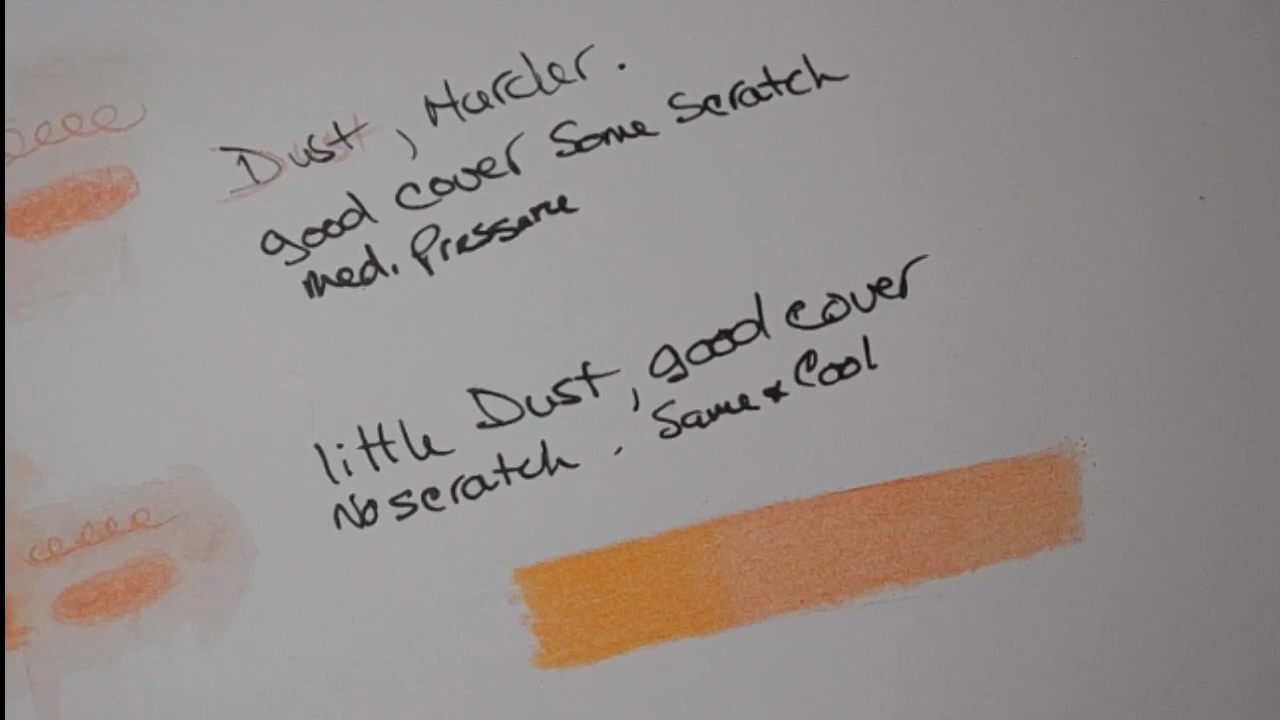 Dust, Harder.
good cover Some Scratch
med. Pressure
little Dust, good cover
No scratch. Same & Cool